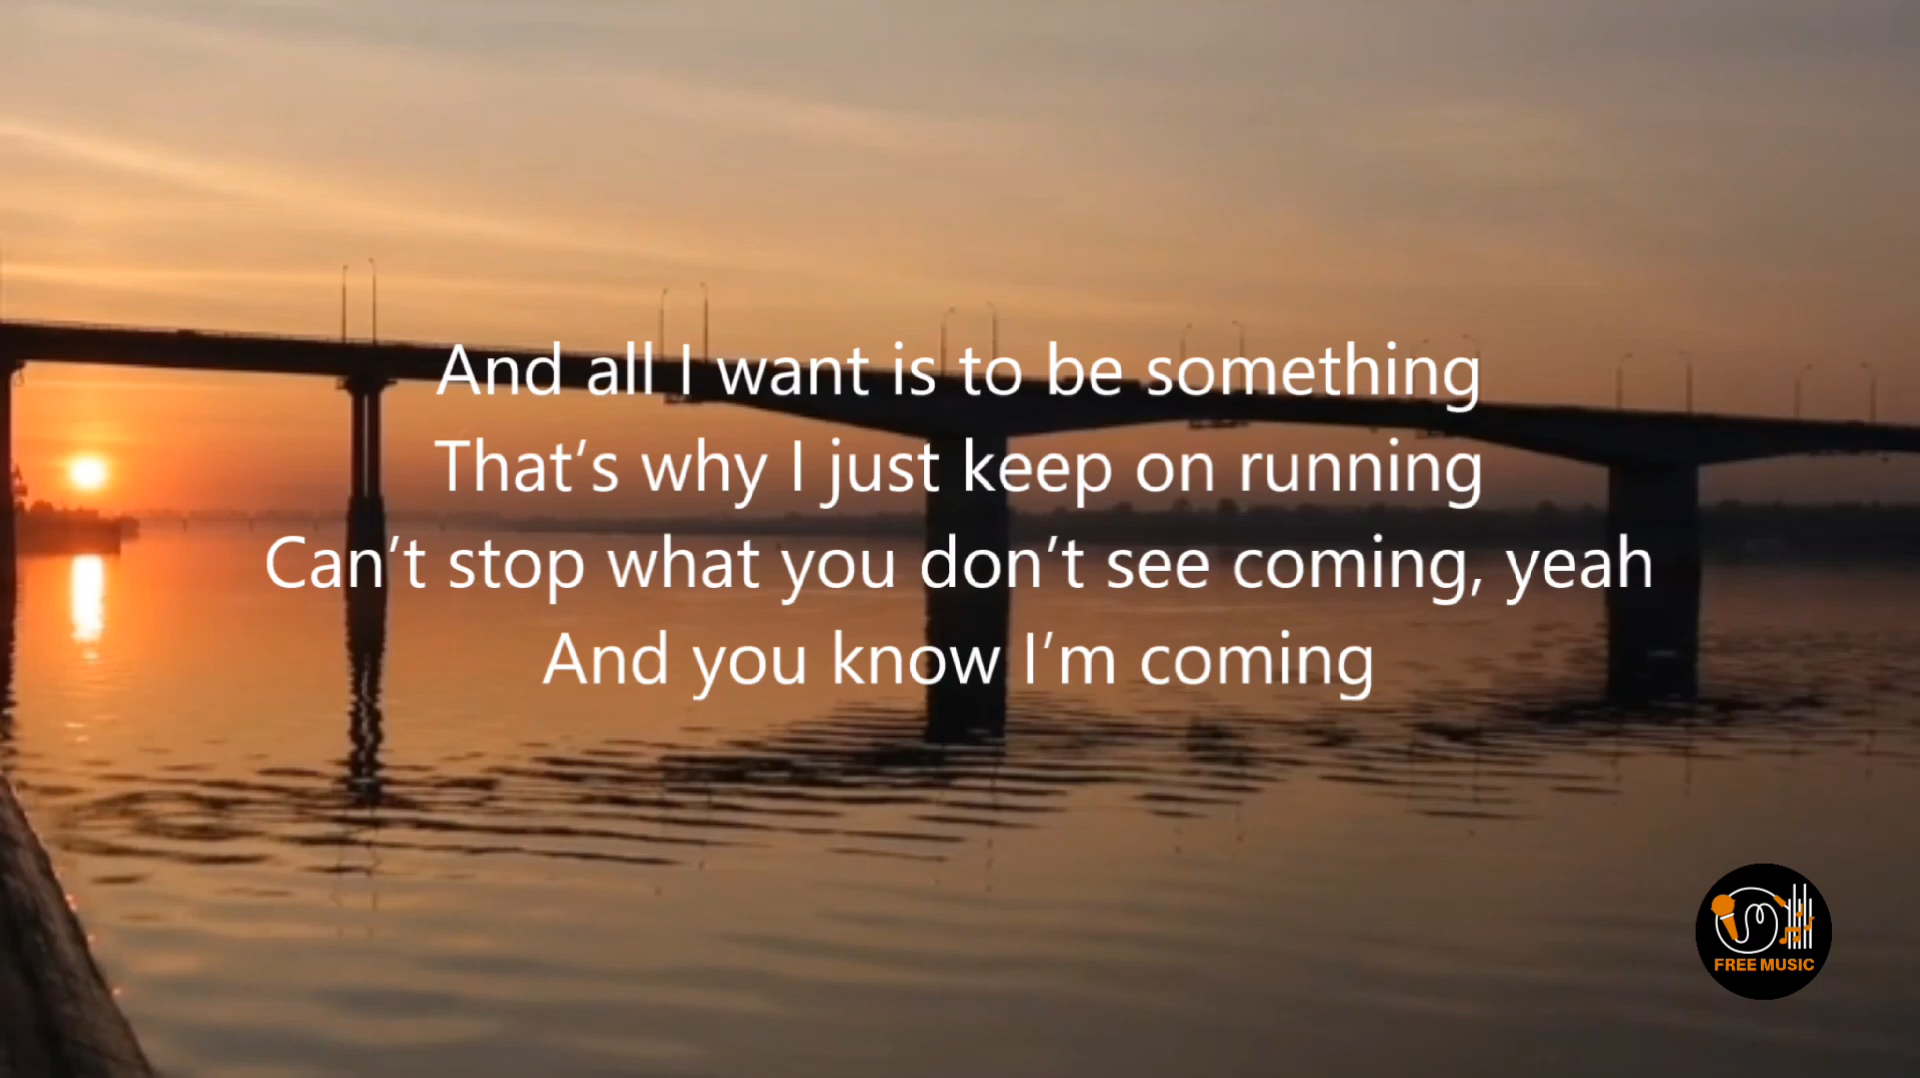 And all I want is to be something
That’s why I just keep on running
Can’t stop what you don’t see coming, yeah
And you know I’m coming
FREE MUSIC